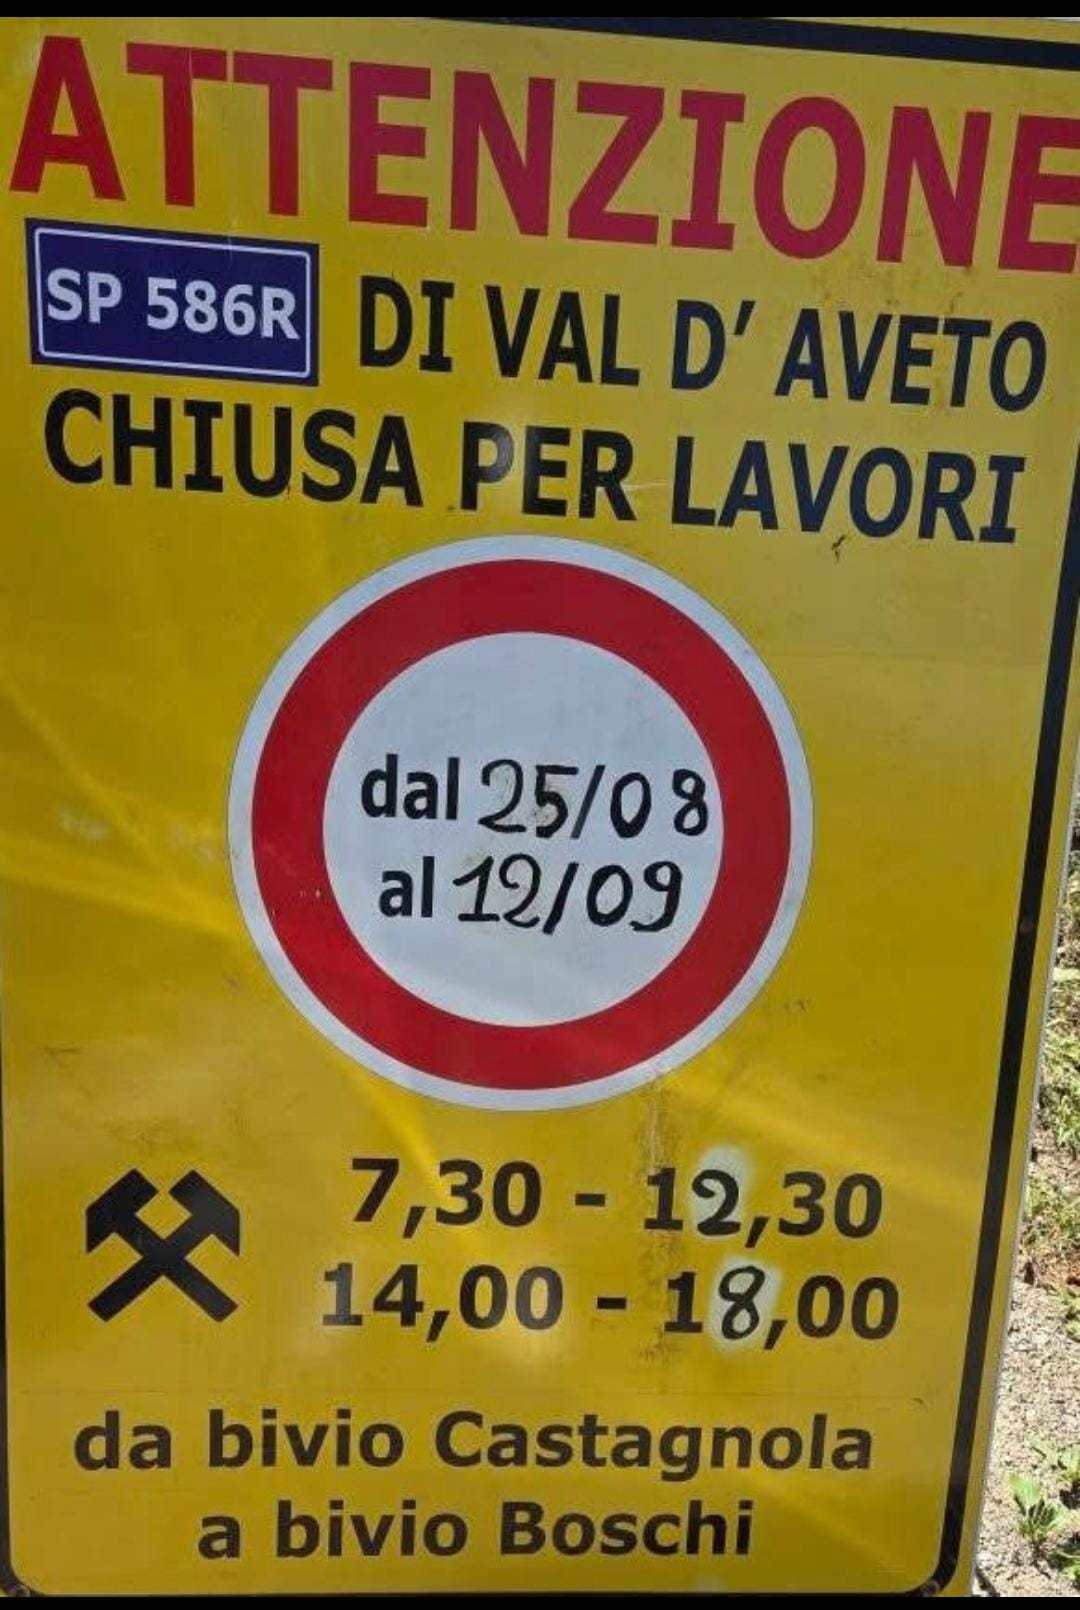 ATTENZIONE
SP 586R DI VAL D' AVETO
CHIUSA PER LAVORI
dal 25/08
al 12/09
7,30 - 12,30
14,00 - 18,00
da bivio Castagnola
a bivio Boschi